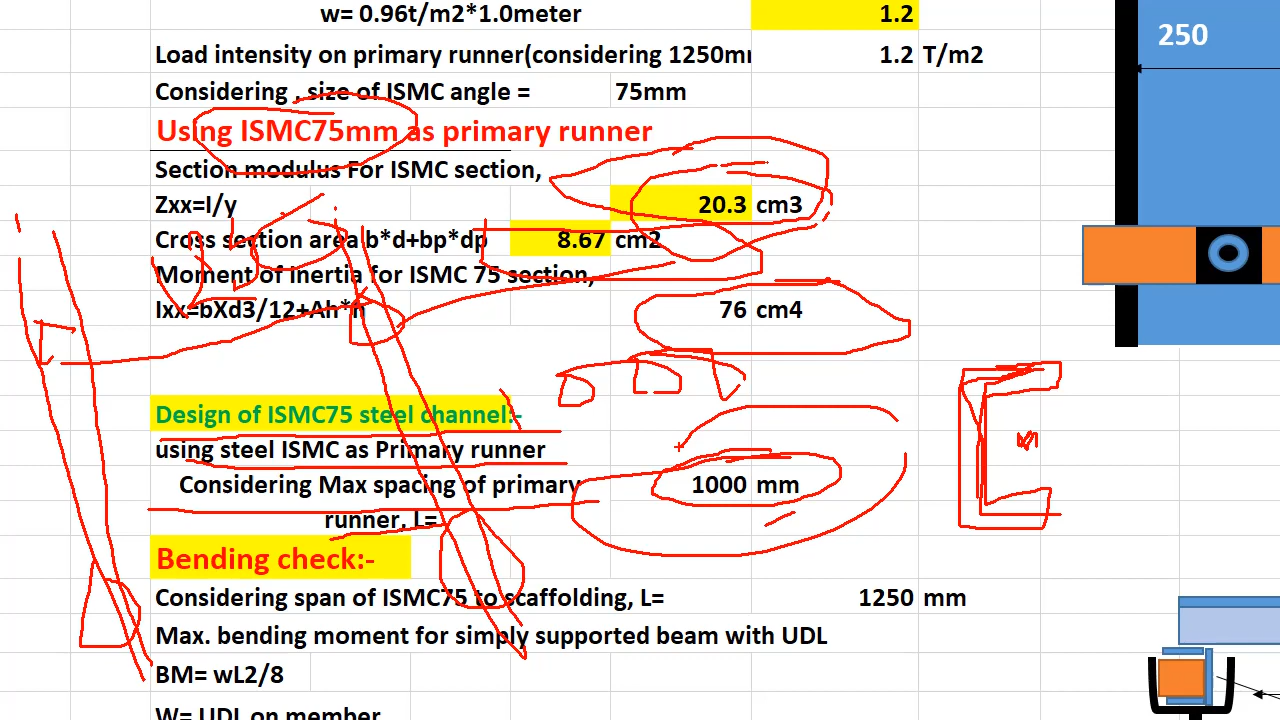 w= 0.96t/m2*1.0meter 1.2
250
Load intensity on primary runner(considering 1250mm 1.2 T/m2
Considering , size of ISMC angle = 75mm
Using ISMC75mm as primary runner
Section modulus For ISMC section,
Zxx=I/y 20.3 cm3
Cross section area b*d+bp*dp 8.67 cm2
Moment of inertia for ISMC 75 section,
Ixx=bXd3/12+Ah*h 76 cm4
Design of ISMC75 steel channel:-
using steel ISMC as Primary runner
Considering Max spacing of primary 1000 mm
runner, L=
Bending check:-
Considering span of ISMC75 to scaffolding, L= 1250 mm
Max. bending moment for simply supported beam with UDL
BM= wL2/8
W= UDL on member